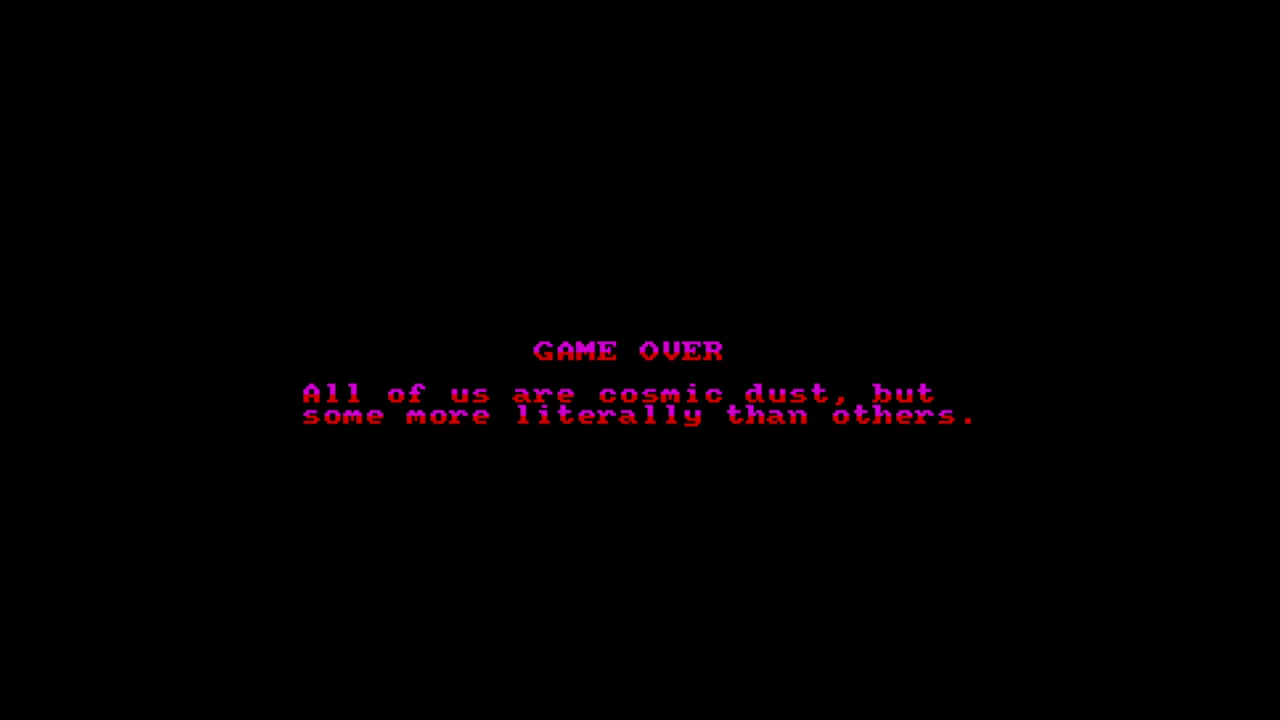 GAME OVER
All of us are cosmic dust, but
some more literally than others.